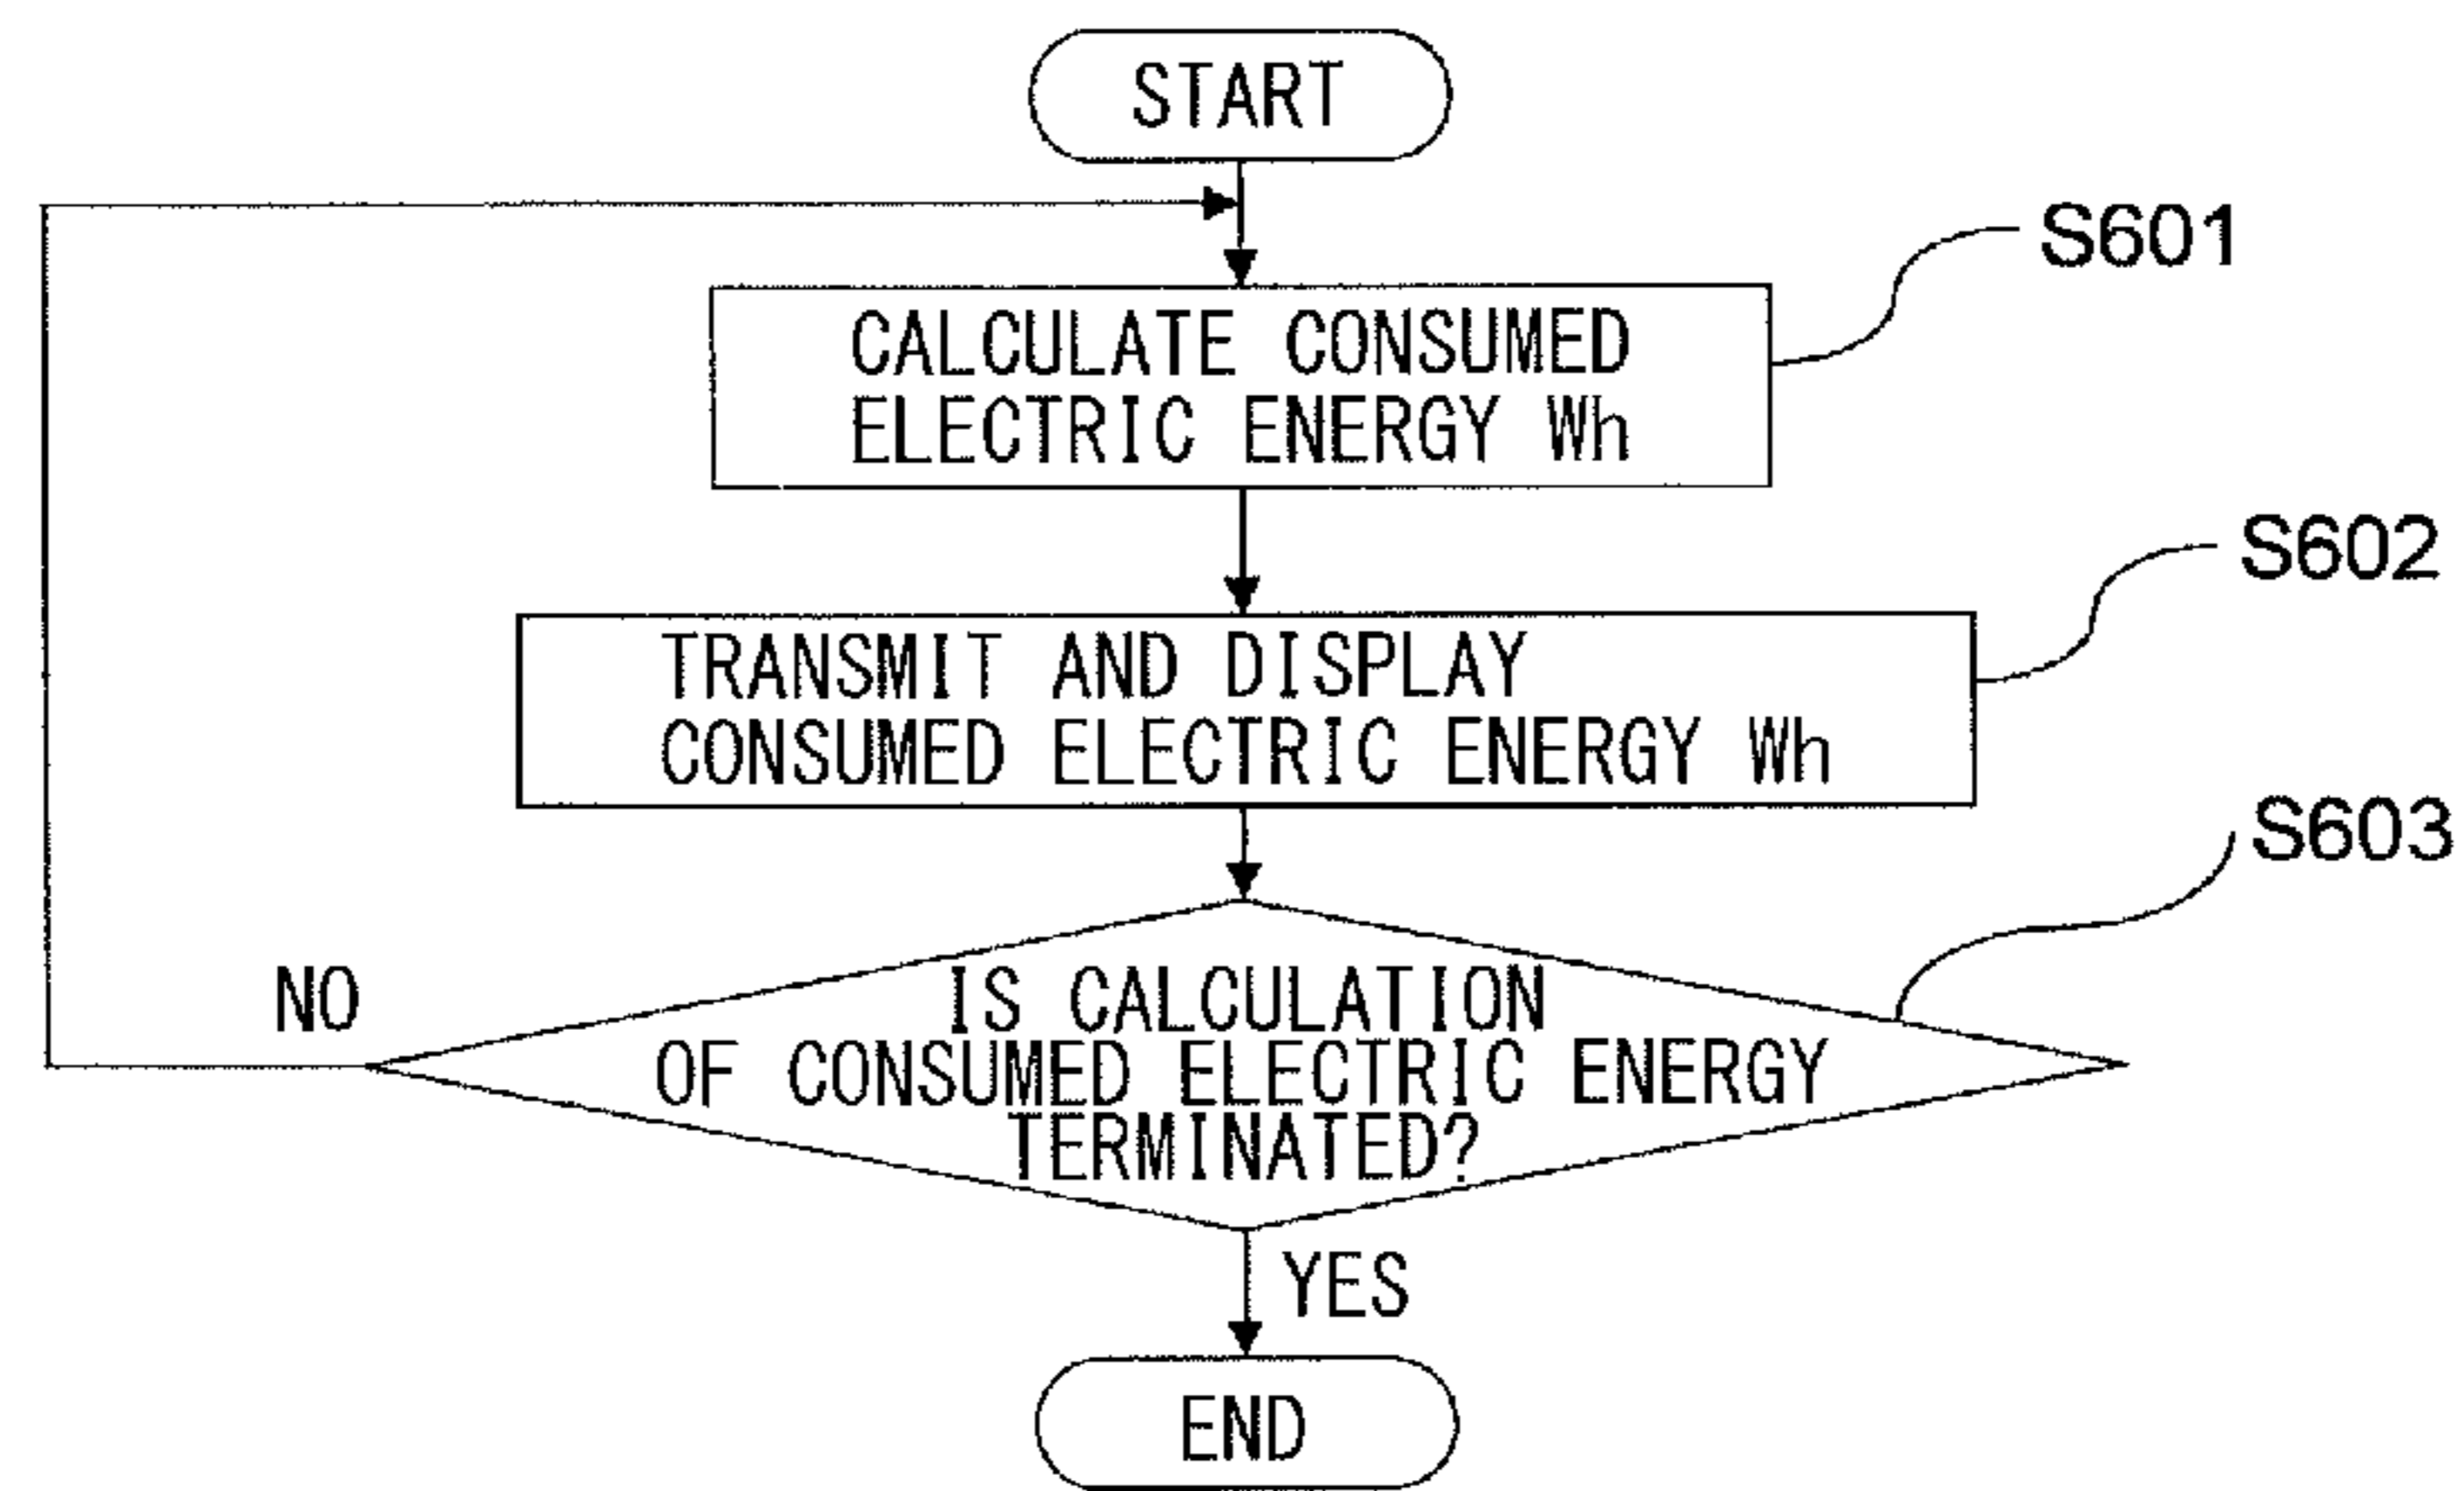 START
S601
CALCULATE CONSUMED
ELECTRIC ENERGY Wh
S602
TRANSMIT AND DISPLAY
CONSUMED ELECTRIC ENERGY Wh
S603
NO
IS CALCULATION
OF CONSUMED ELECTRIC ENERGY
TERMINATED?
YES
END